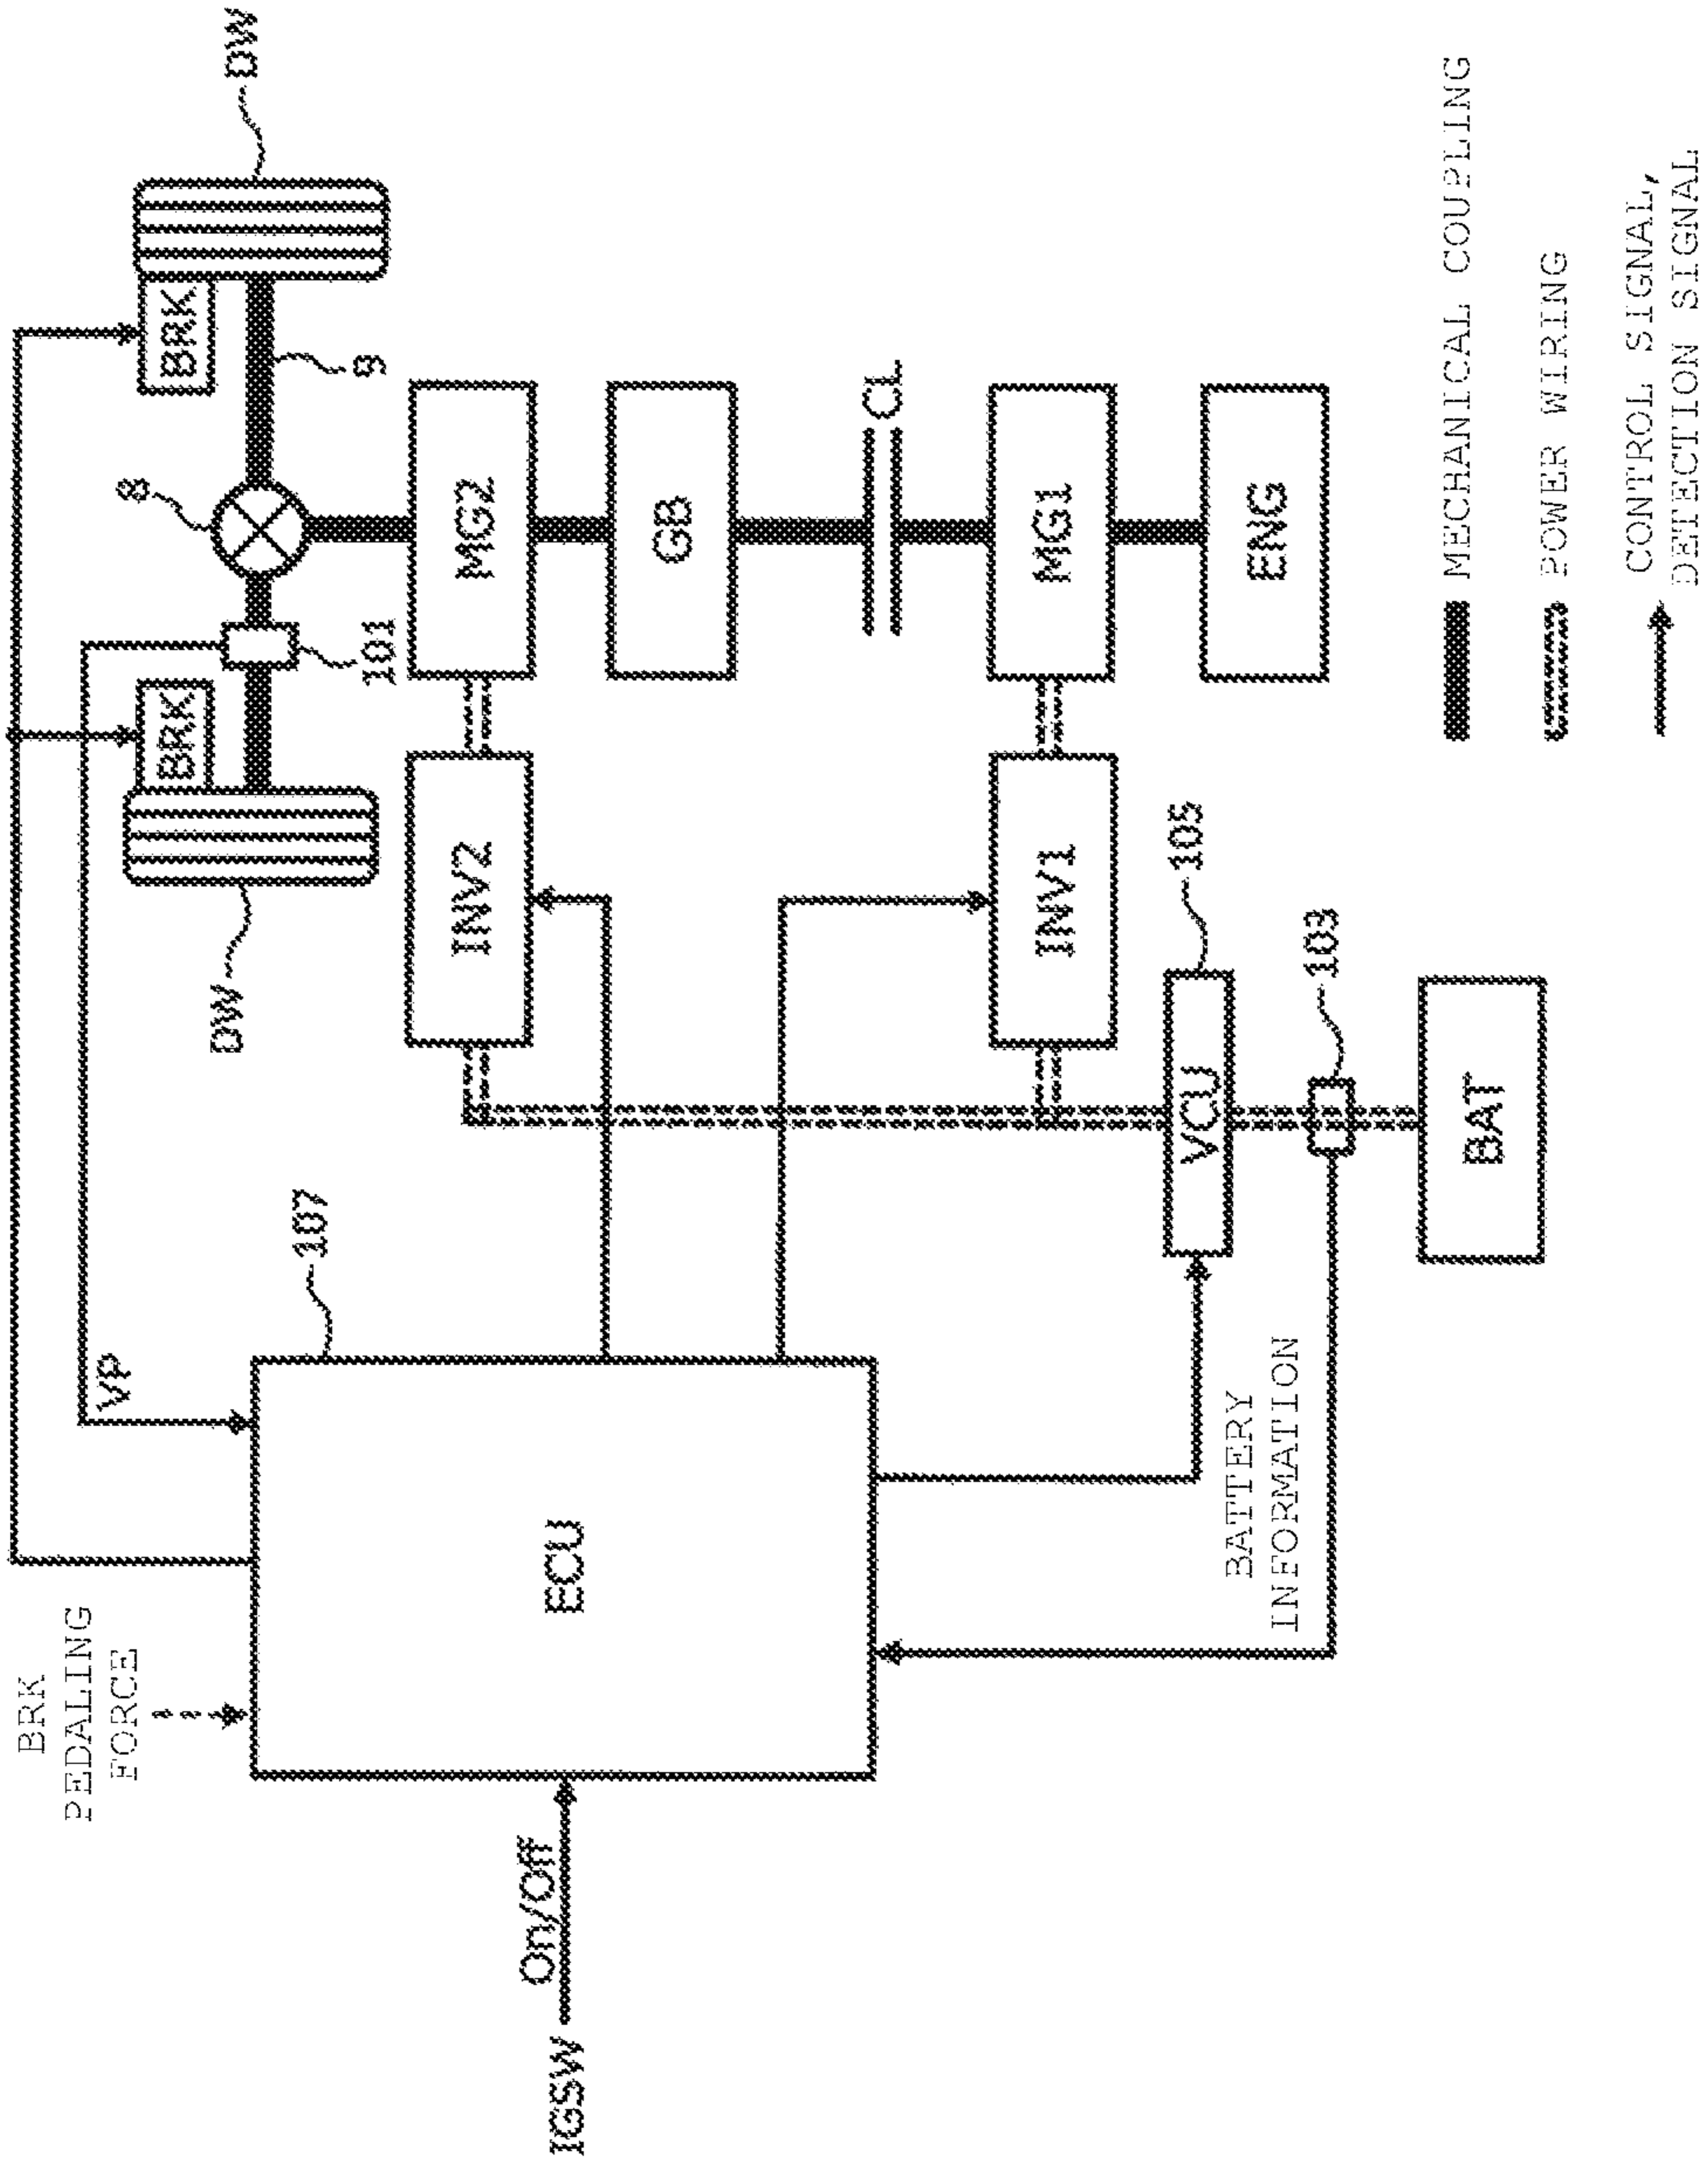 BRK
PEDALING
FORCE
IGSW
On/Off
ECU
107
VP
BATTERY
INFORMATION
DW
BRK
101
8
9
BRK
DW
INV2
MG2
GB
CL
INV1
MG1
ENG
VCU
105
103
BAT
MECHANICAL COUPLING
POWER WIRING
CONTROL SIGNAL,
DETECTION SIGNAL